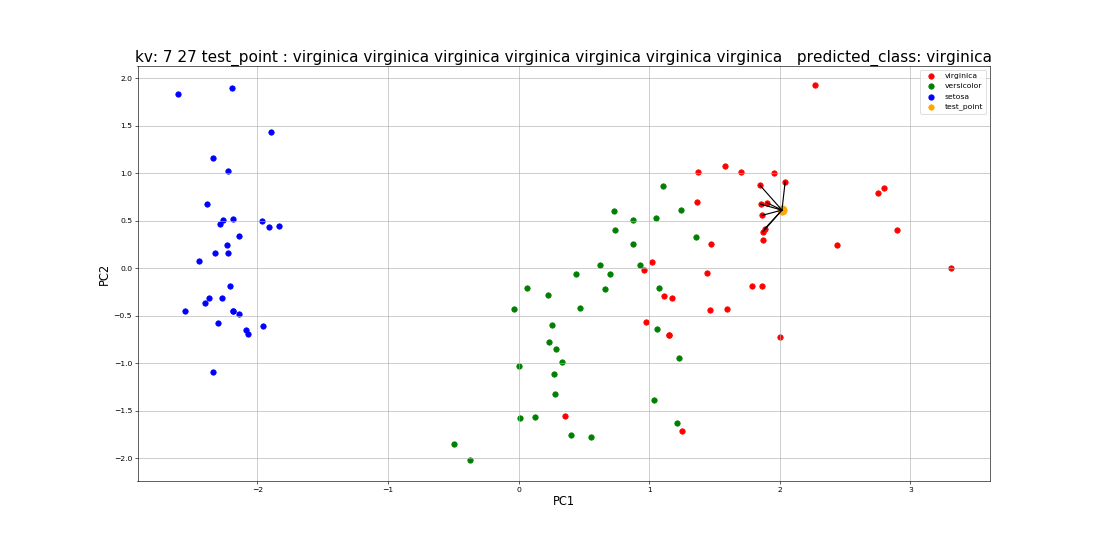 kv: 7 27 test_point : virginica virginica virginica virginica virginica virginica virginica   predicted_class: virginica
virginica
versicolor
setosa
test_point
2.0
1.5
1.0
0.5
0.0
−0.5
−1.0
−1.5
−2.0
PC2
−2
−1
0
1
2
3
PC1